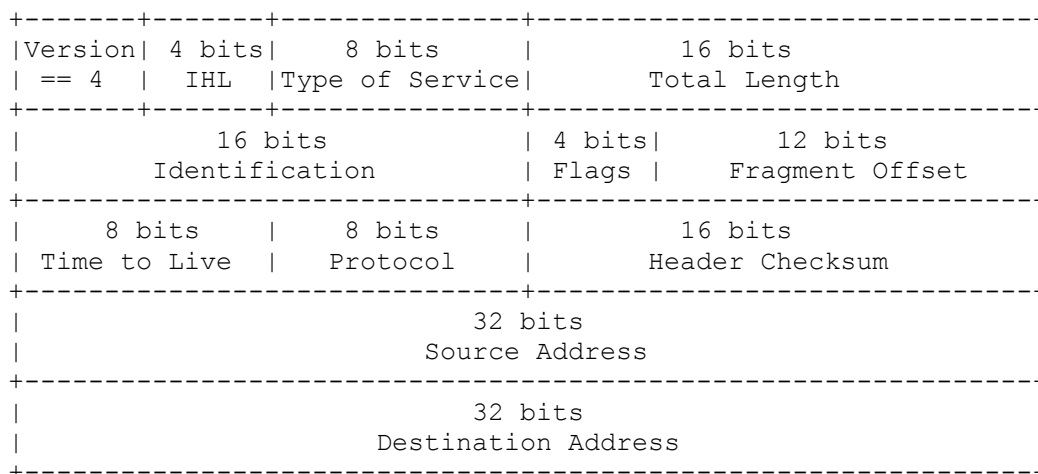 +-------+-------+---------------+-------------------------------+
|Version| 4 bits| 8 bits | 16 bits
| == 4 | IHL |Type of Service| Total Length
+-------+-------+---------------+-------------------------------+
| 16 bits | 4 bits| 12 bits
| Identification | Flags | Fragment Offset
+-------------------------------+-------------------------------+
| 8 bits | 8 bits | 16 bits
| Time to Live | Protocol | Header Checksum
+-------------------------------+-------------------------------+
| 32 bits
| Source Address
+---------------------------------------------------------------+
| 32 bits
| Destination Address
+---------------------------------------------------------------+